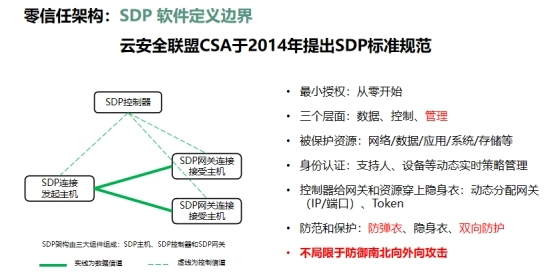 零信任架构：SDP 软件定义边界
云安全联盟CSA于2014年提出SDP标准规范
SDP控制器
SDP网关连接
接受主机
SDP连接
发起主机
SDP网关连接
接受主机
SDP架构由三大组件组成：SDP主机、SDP控制器和SDP网关
实线为数据信道
虚线为控制信道
• 最小授权：从零开始
• 三个层面：数据、控制、管理
• 被保护资源：网络/数据/应用/系统/存储等
• 身份认证：支持人、设备等动态实时策略管理
• 控制器给网关和资源穿上隐身衣：动态分配网关
（IP/端口）、Token
• 防范和保护：防弹衣、隐身衣、双向防护
• 不局限于防御南北向外向攻击